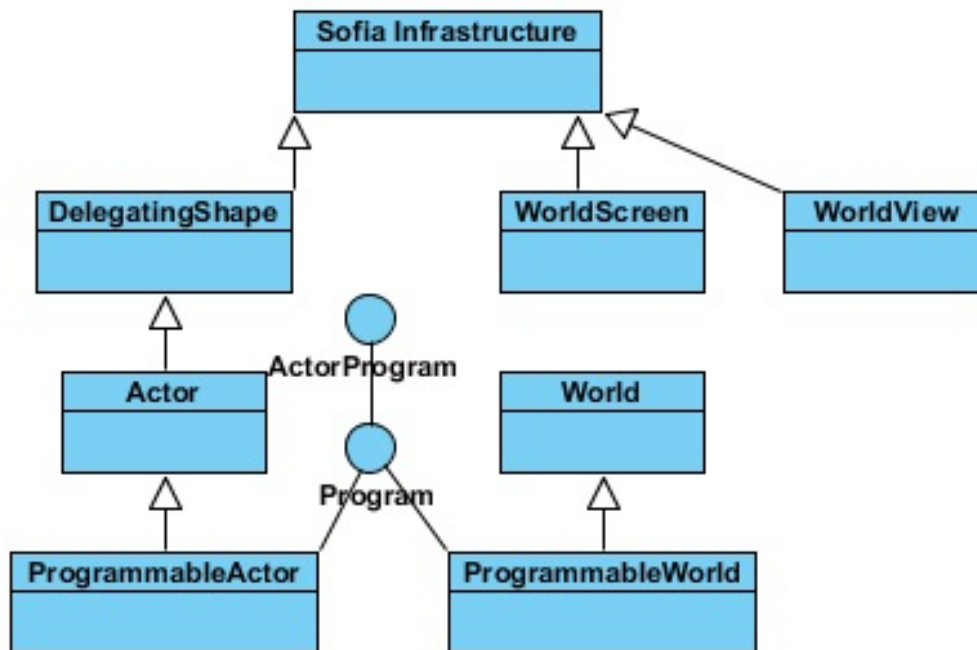 Sofia Infrastructure
DelegatingShape
WorldScreen
WorldView
ActorProgram
Actor
World
Program
ProgrammableActor
ProgrammableWorld